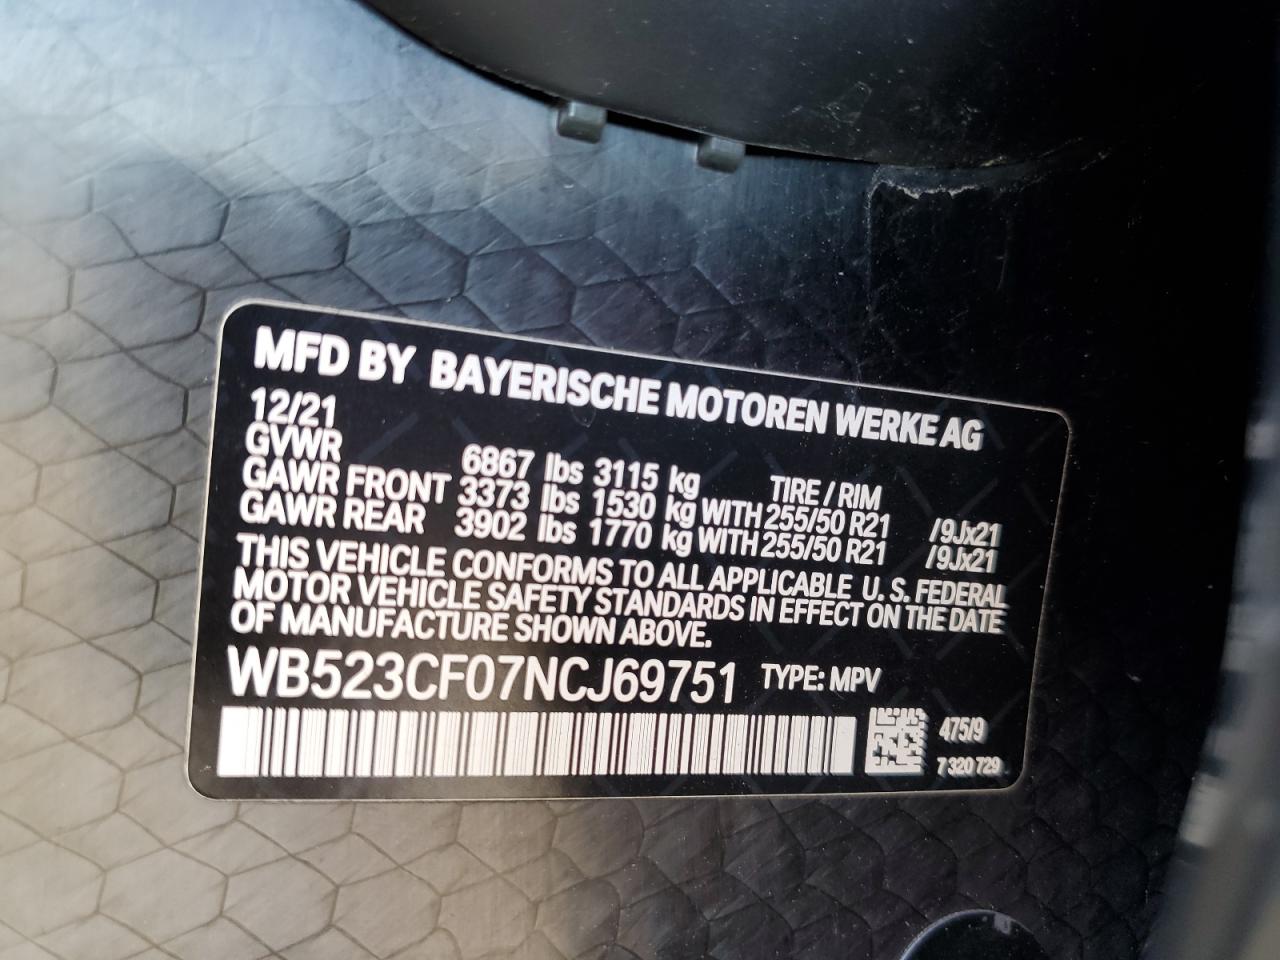 MFD BY BAYERISCHE MOTOREN WERKE AG
12/21
GVWR 6867 lbs 3115 kg TIRE / RIM
GAWR FRONT 3373 lbs 1530 kg WITH 255/50 R21 /9Jx21
GAWR REAR 3902 lbs 1770 kg WITH 255/50 R21 /9Jx21
THIS VEHICLE CONFORMS TO ALL APPLICABLE U. S. FEDERAL
MOTOR VEHICLE SAFETY STANDARDS IN EFFECT ON THE DATE
OF MANUFACTURE SHOWN ABOVE.
WB523CF07NCJ69751 TYPE: MPV
475/9
7 320 729